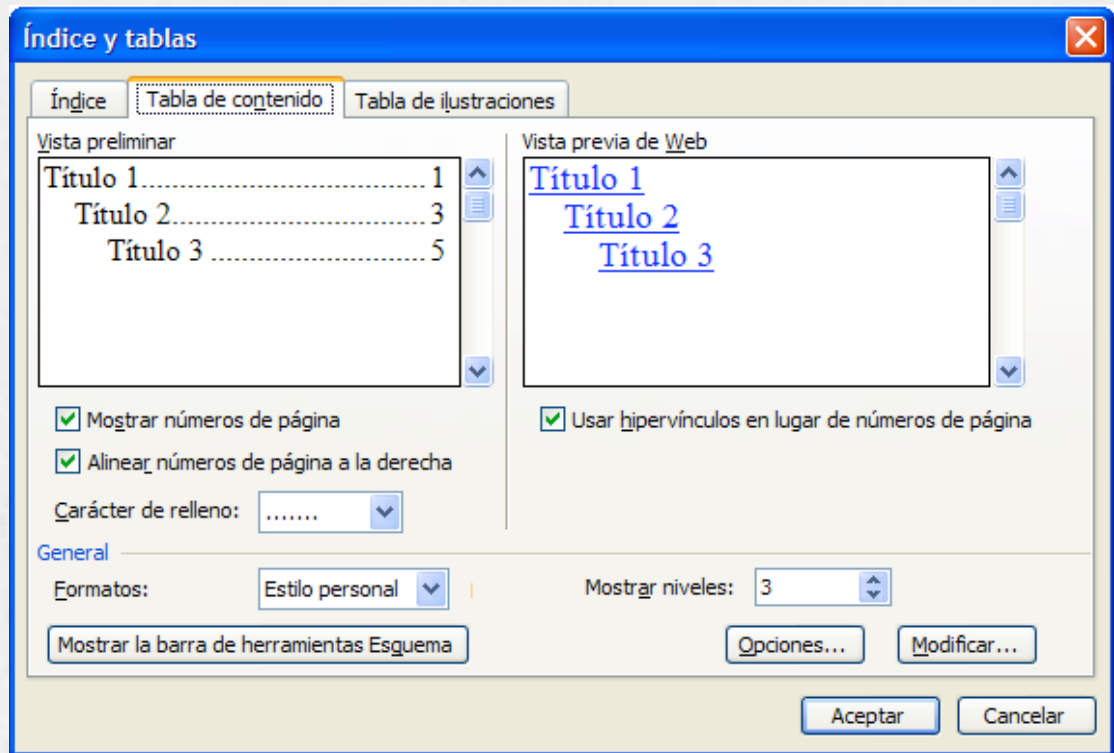 Índice y tablas
Índice
Tabla de contenido
Tabla de ilustraciones
Vista preliminar
Título 1................................... 1
Título 2............................... 3
Título 3 .......................... 5
Vista previa de Web
Título 1
Título 2
Título 3
Mostrar números de página
Alinear números de página a la derecha
Carácter de relleno: .......
Usar hipervínculos en lugar de números de página
General
Formatos: Estilo personal
Mostrar niveles: 3
Mostrar la barra de herramientas Esquema
Opciones...
Modificar...
Aceptar
Cancelar